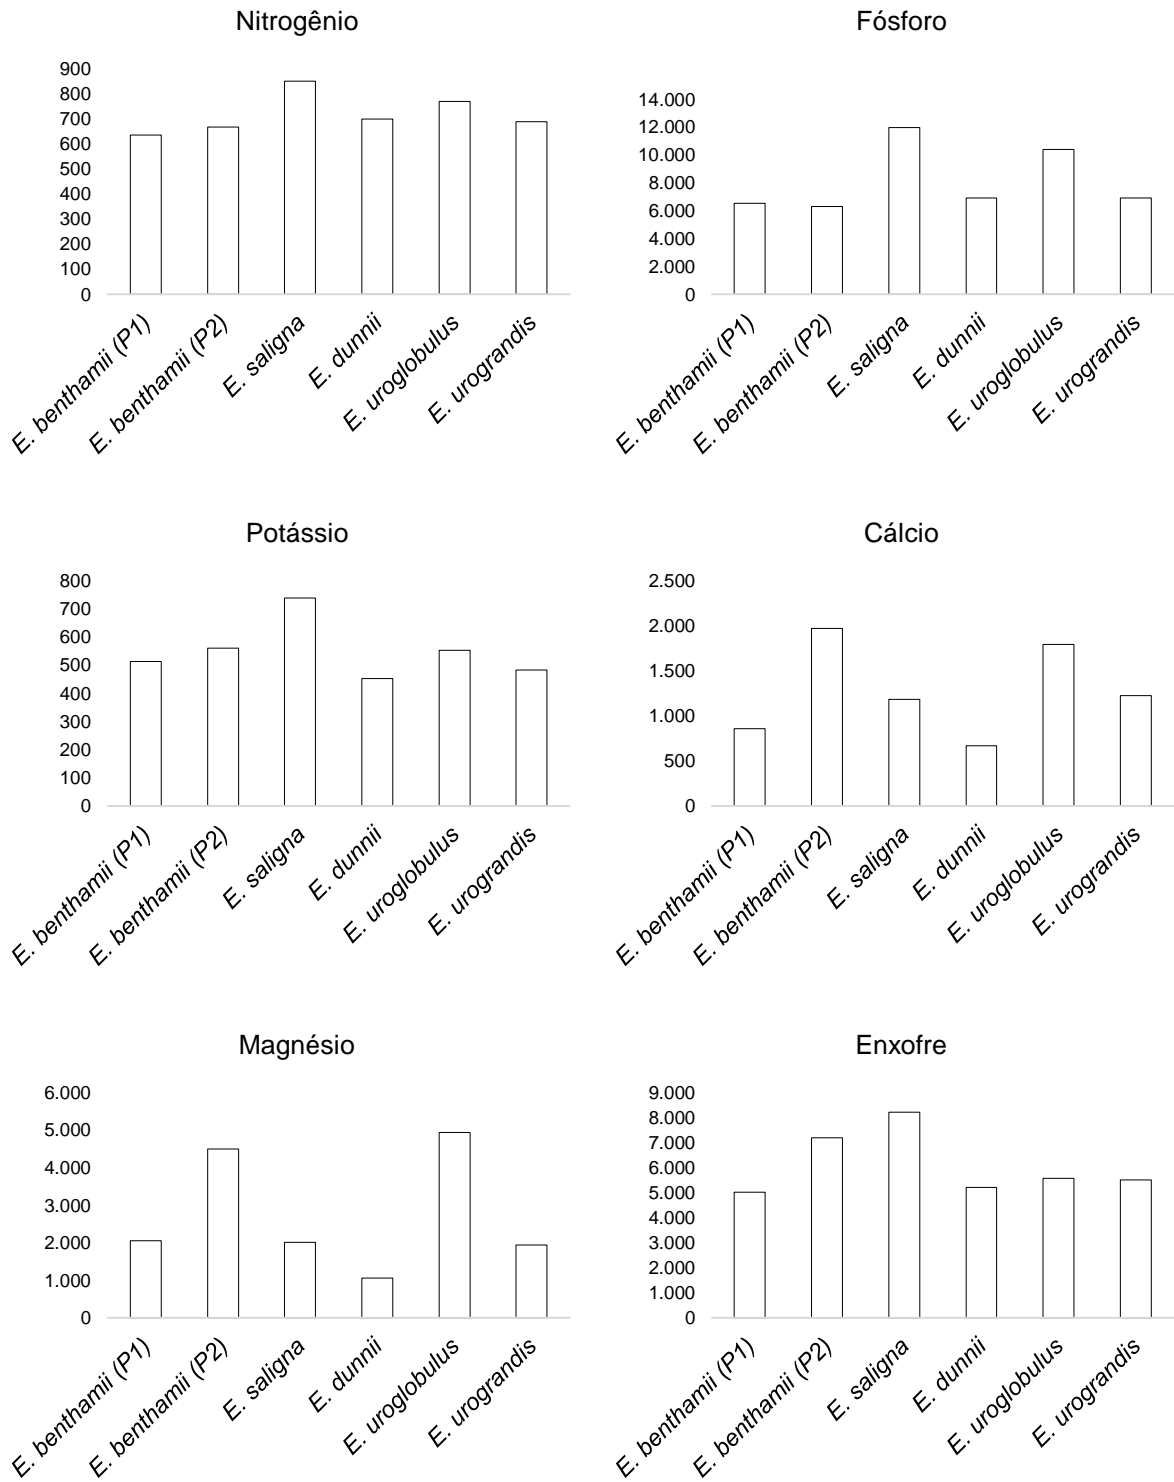 Nitrogênio
900
800
700
600
500
400
300
200
100
0
E. benthamii (P1)
E. benthamii (P2)
E. saligna
E. dunnii
E. uroglobulus
E. urograndis
Fósforo
14.000
12.000
10.000
8.000
6.000
4.000
2.000
0
E. benthamii (P1)
E. benthamii (P2)
E. saligna
E. dunnii
E. uroglobulus
E. urograndis
Potássio
800
700
600
500
400
300
200
100
0
E. benthamii (P1)
E. benthamii (P2)
E. saligna
E. dunnii
E. uroglobulus
E. urograndis
Cálcio
2.500
2.000
1.500
1.000
500
0
E. benthamii (P1)
E. benthamii (P2)
E. saligna
E. dunnii
E. uroglobulus
E. urograndis
Magnésio
6.000
5.000
4.000
3.000
2.000
1.000
0
E. benthamii (P1)
E. benthamii (P2)
E. saligna
E. dunnii
E. uroglobulus
E. urograndis
Enxofre
9.000
8.000
7.000
6.000
5.000
4.000
3.000
2.000
1.000
0
E. benthamii (P1)
E. benthamii (P2)
E. saligna
E. dunnii
E. uroglobulus
E. urograndis